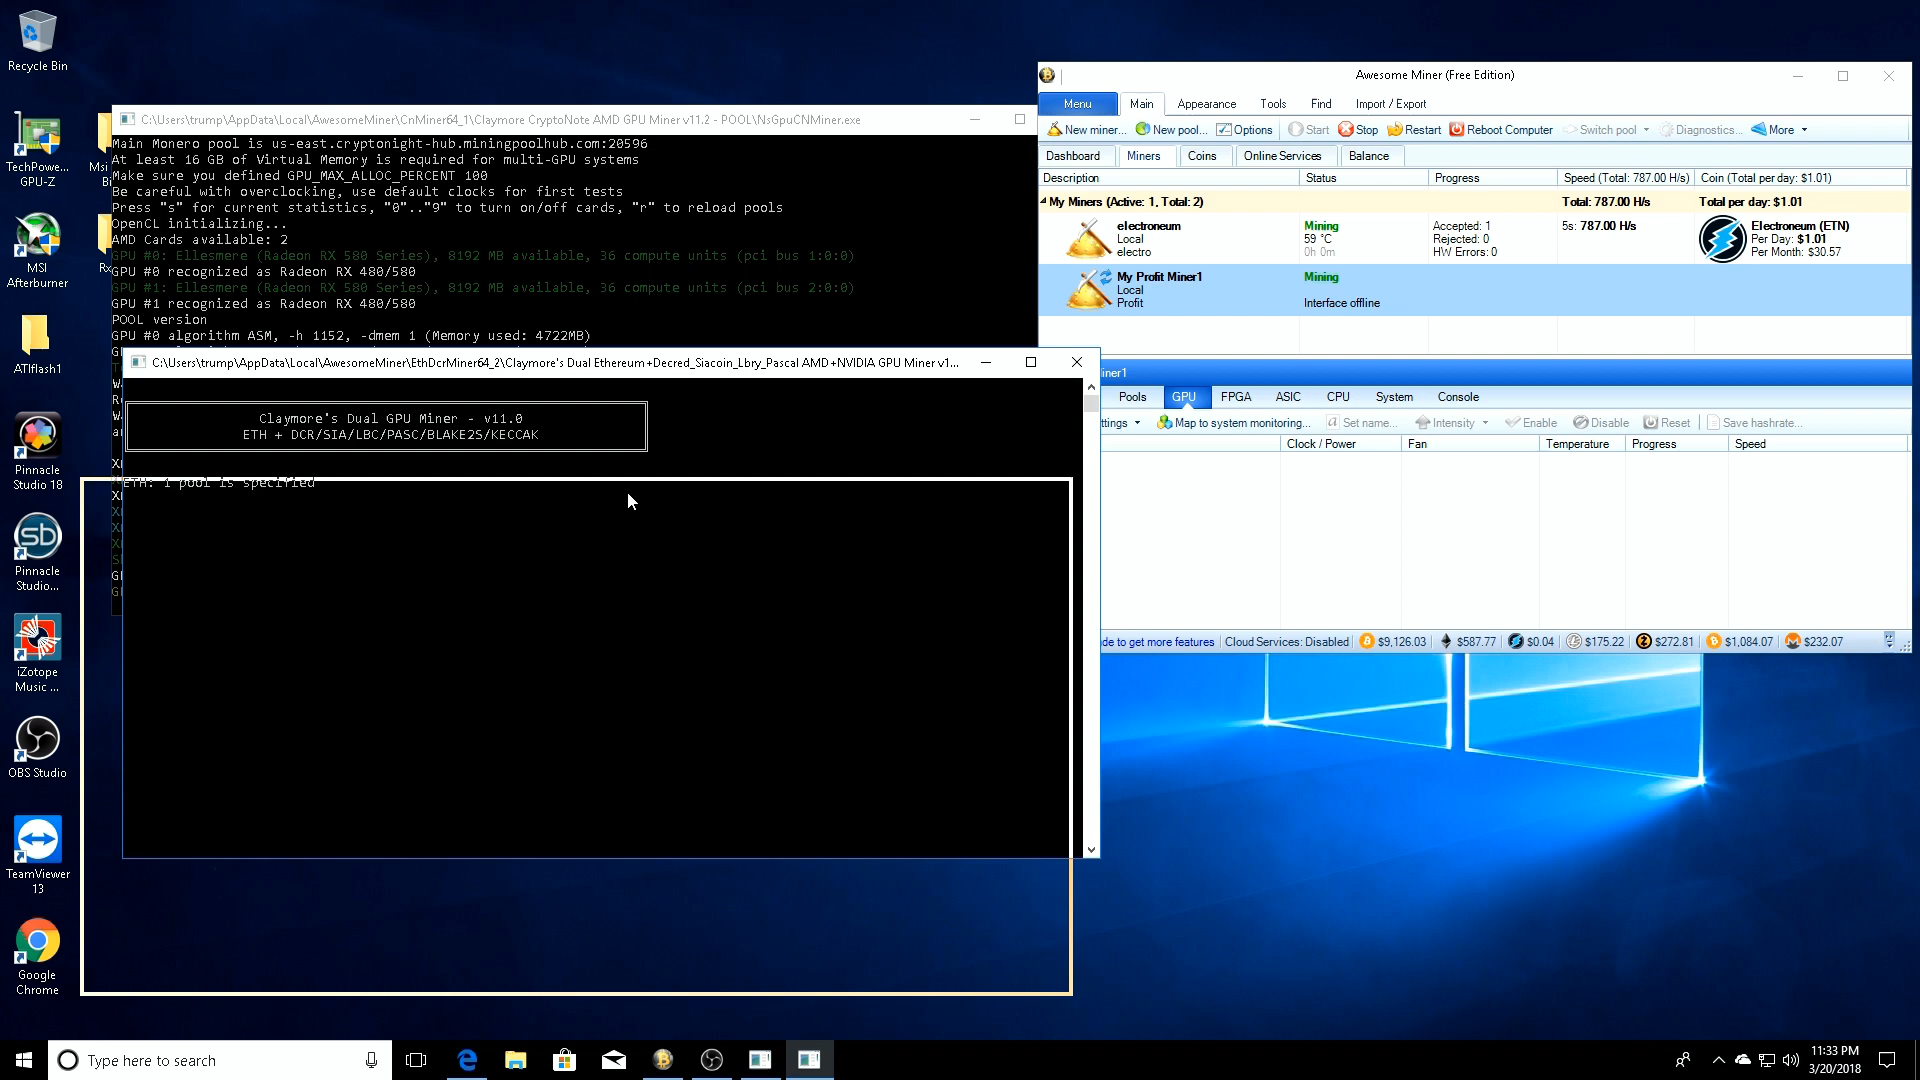 Recycle Bin
TechPowe...
GPU-Z
MSI
Afterburner
ATIflash1
Pinnacle
Studio 18
Pinnacle
Studio...
iZotope
Music ...
OBS Studio
TeamViewer
13
Google
Chrome
Msi
Bi
Rx
C:\Users\trump\AppData\Local\AwesomeMiner\CnMiner64_1\Claymore CryptoNote AMD GPU Miner v11.2 - POOL\NsGpuCNMiner.exe
Main Monero pool is us-east.cryptonight-hub.miningpoolhub.com:20596
At least 16 GB of Virtual Memory is required for multi-GPU systems
Make sure you defined GPU_MAX_ALLOC_PERCENT 100
Be careful with overclocking, use default clocks for first tests
Press "s" for current statistics, "0".."9" to turn on/off cards, "r" to reload pools
OpenCL initializing...
AMD Cards available: 2
GPU #0: Ellesmere (Radeon RX 580 Series), 8192 MB available, 36 compute units (pci bus 1:0:0)
GPU #0 recognized as Radeon RX 480/580
GPU #1: Ellesmere (Radeon RX 580 Series), 8192 MB available, 36 compute units (pci bus 2:0:0)
GPU #1 recognized as Radeon RX 480/580
POOL version
GPU #0 algorithm ASM, -h 1152, -dmem 1 (Memory used: 4722MB)
C:\Users\trump\AppData\Local\AwesomeMiner\EthDcrMiner64_2\Claymore's Dual Ethereum+Decred_Siacoin_Lbry_Pascal AMD+NVIDIA GPU Miner v1...
Claymore's Dual GPU Miner - v11.0
ETH + DCR/SIA/LBC/PASC/BLAKE2S/KECCAK
ETH: 1 pool is specified
Awesome Miner (Free Edition)
Menu Main Appearance Tools Find Import / Export
New miner... New pool... Options Start Stop Restart Reboot Computer Switch pool Diagnostics... More
Dashboard Miners Coins Online Services Balance
Description Status Progress Speed (Total: 787.00 H/s) Coin (Total per day: $1.01)
My Miners (Active: 1, Total: 2) Total: 787.00 H/s Total per day: $1.01
electroneum Mining Accepted: 1 5s: 787.00 H/s Electroneum (ETN)
Local 59 °C Rejected: 0 Per Day: $1.01
electro 0h 0m HW Errors: 0 Per Month: $30.57
My Profit Miner1 Mining
Local
Profit Interface offline
iner1
Pools GPU FPGA ASIC CPU System Console
ttings Map to system monitoring... Set name... Intensity Enable Disable Reset Save hashrate...
Clock / Power Fan Temperature Progress Speed
de to get more features Cloud Services: Disabled $9,126.03 $587.77 $0.04 $175.22 $272.81 $1,084.07 $232.07
Type here to search
11:33 PM
3/20/2018